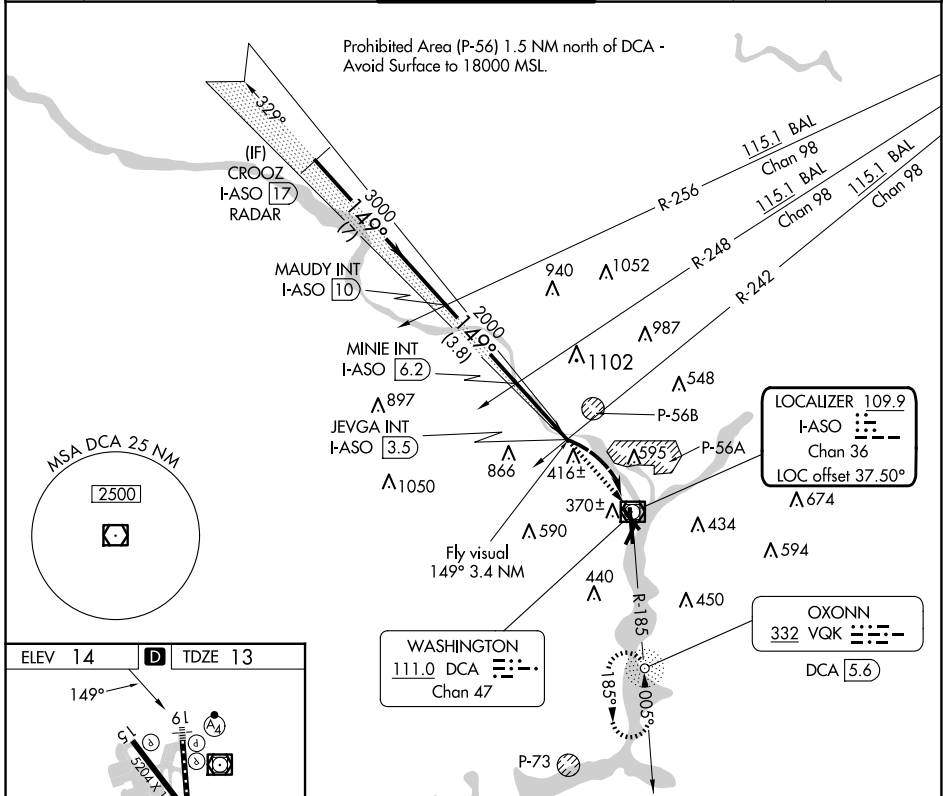 Prohibited Area (P-56) 1.5 NM north of DCA -
Avoid Surface to 18000 MSL.
329°
(IF)
CROOZ
I-ASO 17
RADAR
3000
149°
(7)
115.1 BAL
Chan 98
R-256
115.1 BAL
Chan 98
R-248
115.1 BAL
Chan 98
R-242
MAUDY INT
I-ASO 10
940
1052
2000
149°
(3.8)
987
MINIE INT
I-ASO 6.2
1102
548
897
P-56B
JEVGA INT
I-ASO 3.5
LOCALIZER 109.9
I-ASO
Chan 36
LOC offset 37.50°
P-56A
595
866
416±
MSA DCA 25 NM
2500
1050
370±
674
590
434
594
Fly visual
149° 3.4 NM
440
450
R-185
WASHINGTON
111.0 DCA
Chan 47
OXONN
332 VQK
DCA 5.6
185°
005°
P-73
ELEV 14
D
TDZE 13
149°
19
A4
15
P
P
P
5204 X 1